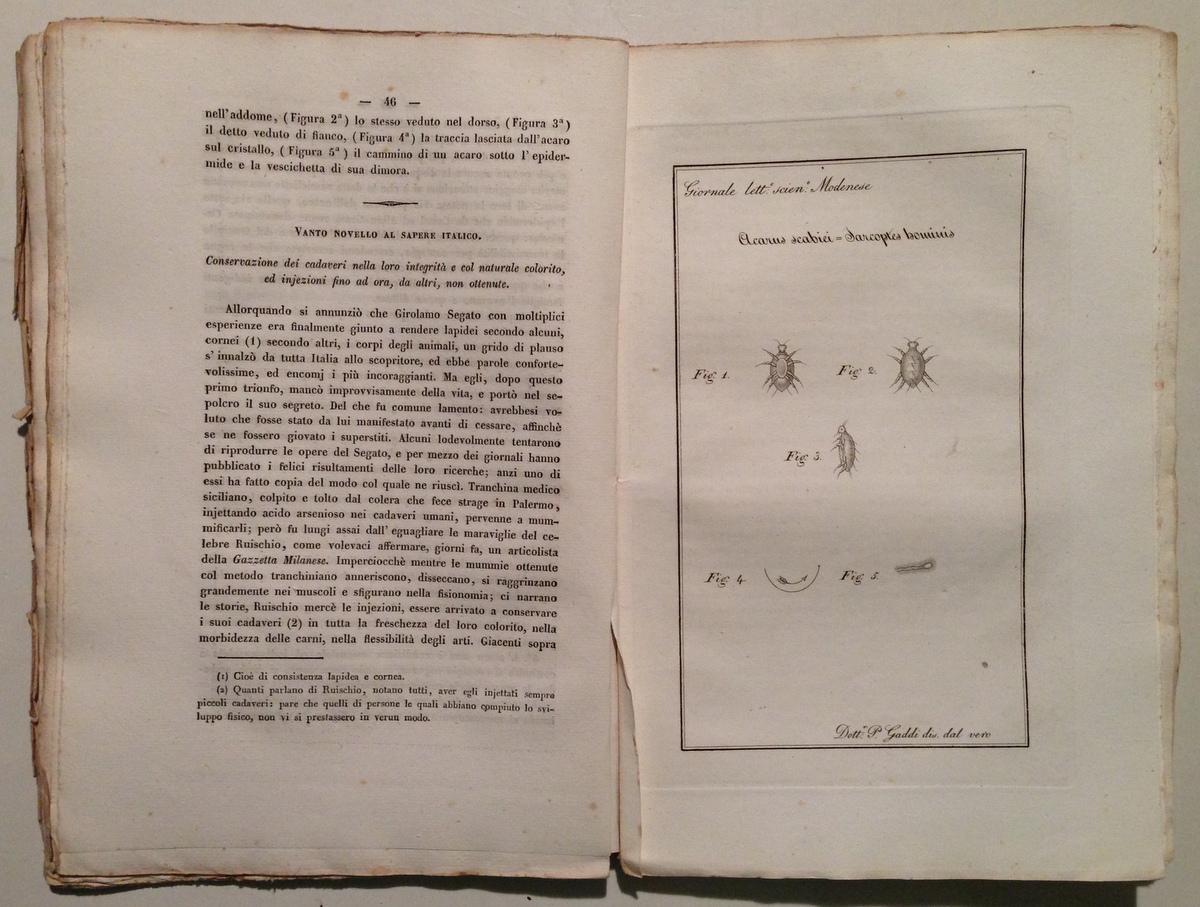 — 46 —
nell'addome, (Figura 2ª) lo stesso veduto nel dorso, (Figura 3ª)
il detto veduto di fianco, (Figura 4ª) la traccia lasciata dall'acaro
sul cristallo, (Figura 5ª) il cammino di un acaro sotto l'epider-
mide e la vescichetta di sua dimora.
VANTO NOVELLO AL SAPERE ITALICO.
Conservazione dei cadaveri nella loro integrità e col naturale colorito,
ed injezioni fino ad ora, da altri, non ottenute.
Allorquando si annunziò che Girolamo Segato con moltiplici
esperienze era finalmente giunto a rendere lapidei secondo alcuni,
cornei (1) secondo altri, i corpi degli animali, un grido di plauso
s'innalzò da tutta Italia allo scopritore, ed ebbe parole conforte-
volissime, ed encomj i più incoraggianti. Ma egli, dopo questo
primo trionfo, mancò improvvisamente della vita, e portò nel se-
polcro il suo segreto. Del che fu comune lamento: avrebbesi vo-
luto che fosse stato da lui manifestato avanti di cessare, affinchè
se ne fossero giovato i superstiti. Alcuni lodevolmente tentarono
di riprodurre le opere del Segato, e per mezzo dei giornali hanno
pubblicato i felici risultamenti delle loro ricerche; anzi uno di
essi ha fatto copia del modo col quale ne riuscì. Tranchina medico
siciliano, colpito e tolto dal colera che fece strage in Palermo,
injettando acido arsenioso nei cadaveri umani, pervenne a mum-
mificarli; però fu lungi assai dall'eguagliare le maraviglie del ce-
lebre Ruischio, come volevaci affermare, giorni fa, un articolista
della Gazzetta Milanese. Imperciocchè mentre le mummie ottenute
col metodo tranchiniano anneriscono, disseccano, si raggrinzano
grandemente nei muscoli e sfigurano nella fisionomia; ci narrano
le storie, Ruischio mercè le injezioni, essere arrivato a conservare
i suoi cadaveri (2) in tutta la freschezza del loro colorito, nella
morbidezza delle carni, nella flessibilità degli arti. Giacenti sopra
(1) Cioè di consistenza lapidea e cornea.
(2) Quanti parlano di Ruischio, notano tutti, aver egli injettati sempre
piccoli cadaveri: pare che quelli di persone le quali abbiano compiuto lo svi-
luppo fisico, non vi si prestassero in verun modo.
Giornale lett.º scien.º Modenese
Acarus scabiei = Sarcoptes hominis
Fig. 1.
Fig. 2.
Fig. 3.
Fig. 4
Fig. 5.
Dott.r P. Gaddi dis. dal vero